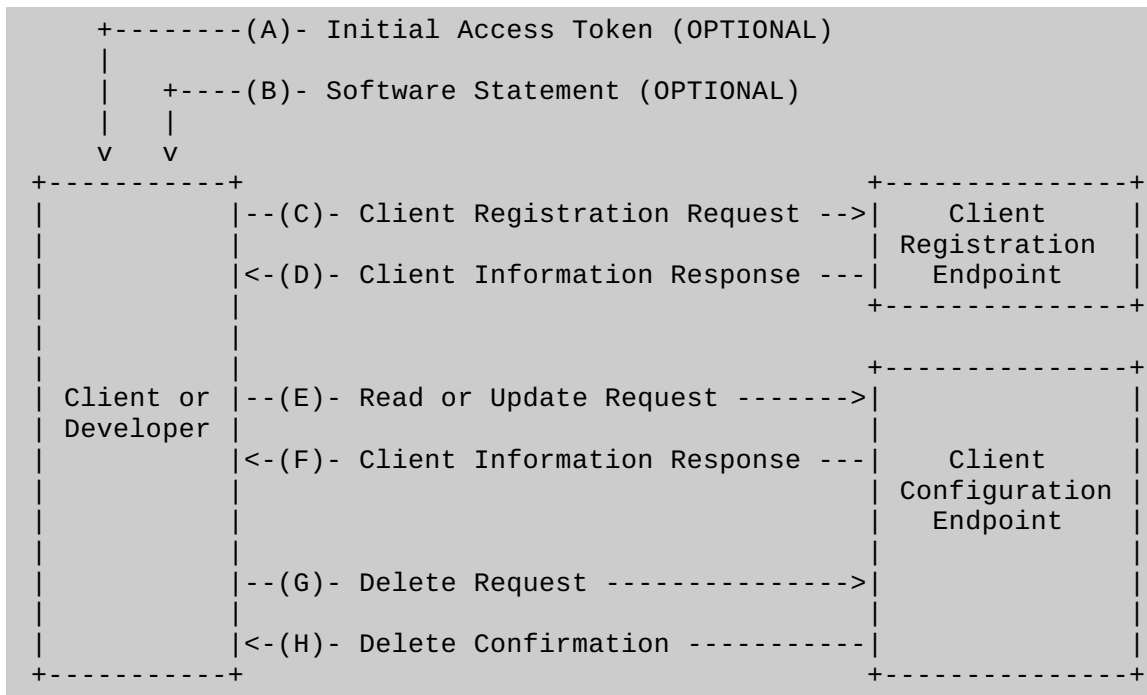 +--------(A)- Initial Access Token (OPTIONAL)
|
|   +----(B)- Software Statement (OPTIONAL)
|   |
v   v
+-----------+                                      +---------------+
|           |--(C)- Client Registration Request -->|    Client     |
|           |                                      | Registration  |
|           |<-(D)- Client Information Response ---|   Endpoint    |
|           |                                      +---------------+
|           |
|           |                                      +---------------+
| Client or |--(E)- Read or Update Request ------->|               |
| Developer |                                      |               |
|           |<-(F)- Client Information Response ---|    Client     |
|           |                                      | Configuration |
|           |                                      |   Endpoint    |
|           |                                      |               |
|           |--(G)- Delete Request --------------->|               |
|           |                                      |               |
|           |<-(H)- Delete Confirmation -----------|               |
+-----------+                                      +---------------+